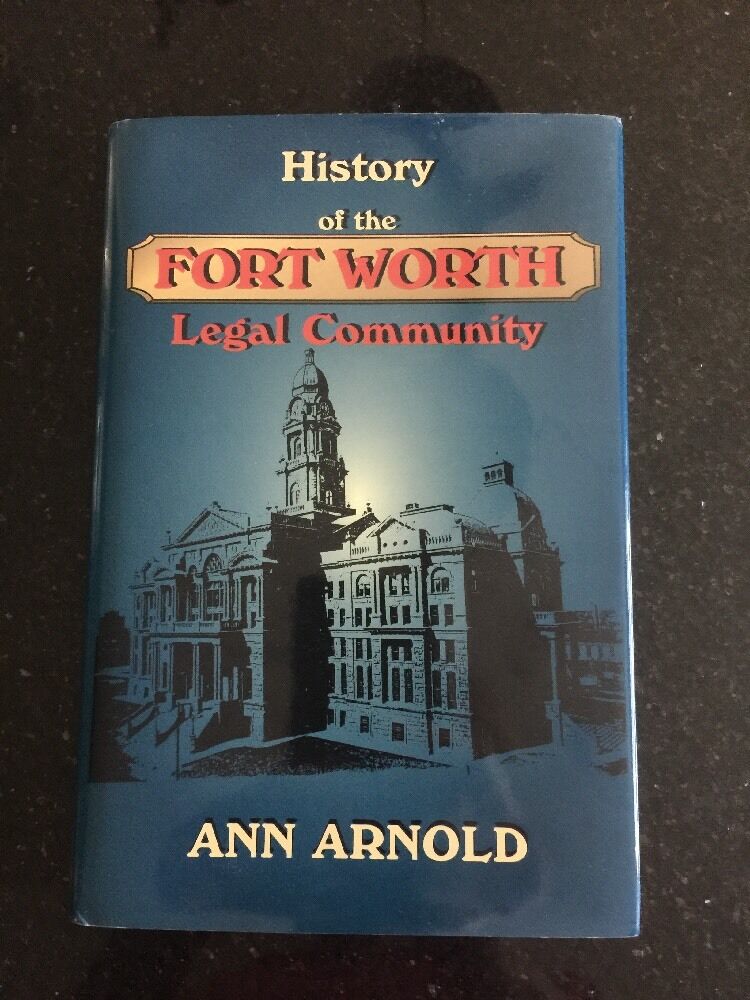 History
of the
FORT WORTH
Legal Community
ANN ARNOLD